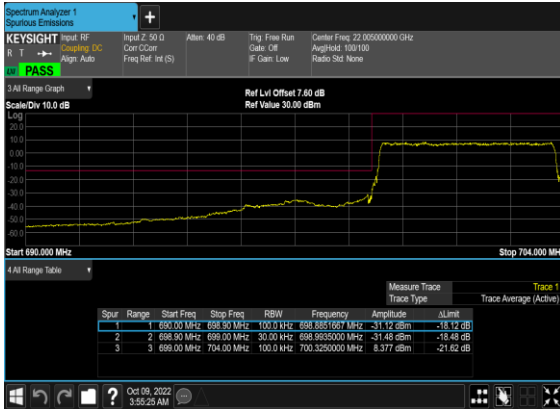 Spectrum Analyzer 1
Spurious Emissions
KEYSIGHT
R T
PASS
Input: RF
Coupling: DC
Align: Auto
Input Z: 50 Ω
Corr CCorr
Freq Ref: Int (S)
Atten: 40 dB
Trig: Free Run
Gate: Off
IF Gain: Low
Center Freq: 22.005000000 GHz
Avg|Hold: 100/100
Radio Std: None
3 All Range Graph
Scale/Div 10.0 dB
Ref Lvl Offset 7.60 dB
Ref Value 30.00 dBm
Log
20.0
10.0
0.00
-10.0
-20.0
-30.0
-40.0
-50.0
-60.0
Start 690.000 MHz
Stop 704.000 MH
4 All Range Table
Measure Trace Trace 1
Trace Type Trace Average (Active)
Spur Range Start Freq Stop Freq RBW Frequency Amplitude ΔLimit
1 1 690.00 MHz 698.90 MHz 100.0 kHz 698.8851667 MHz -31.12 dBm -18.12 dB
2 2 698.90 MHz 699.00 MHz 30.00 kHz 698.9935000 MHz -31.48 dBm -18.48 dB
3 3 699.00 MHz 704.00 MHz 100.0 kHz 700.3250000 MHz 8.377 dBm -21.62 dB
?
Oct 09, 2022
3:55:25 AM